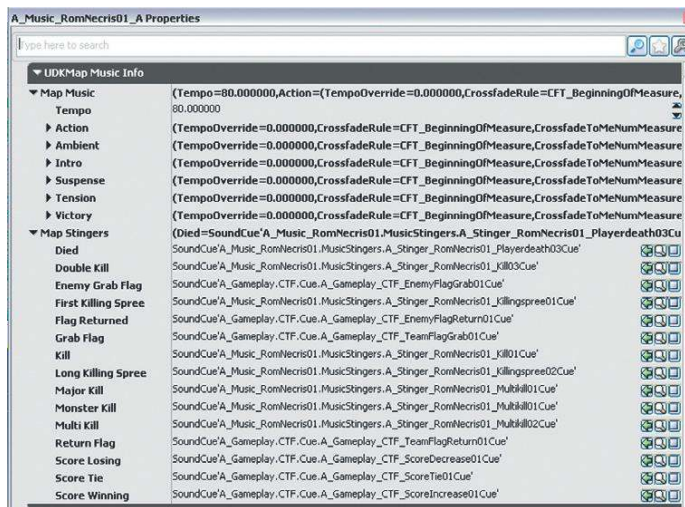 A_Music_RomNecris01_A Properties
Type here to search
UDKMap Music Info
Map Music (Tempo=80.000000,Action=(TempoOverride=0.000000,CrossfadeRule=CFT_BeginningOfMeasure,
Tempo 80.000000
Action (TempoOverride=0.000000,CrossfadeRule=CFT_BeginningOfMeasure,CrossfadeToMeNumMeasure
Ambient (TempoOverride=0.000000,CrossfadeRule=CFT_BeginningOfMeasure,CrossfadeToMeNumMeasure
Intro (TempoOverride=0.000000,CrossfadeRule=CFT_BeginningOfMeasure,CrossfadeToMeNumMeasure
Suspense (TempoOverride=0.000000,CrossfadeRule=CFT_BeginningOfMeasure,CrossfadeToMeNumMeasure
Tension (TempoOverride=0.000000,CrossfadeRule=CFT_BeginningOfMeasure,CrossfadeToMeNumMeasure
Victory (TempoOverride=0.000000,CrossfadeRule=CFT_BeginningOfMeasure,CrossfadeToMeNumMeasure
Map Stingers (Died=SoundCue'A_Music_RomNecris01.MusicStingers.A_Stinger_RomNecris01_Playerdeath03Cu
Died SoundCue'A_Music_RomNecris01.MusicStingers.A_Stinger_RomNecris01_Playerdeath03Cue'
Double Kill SoundCue'A_Music_RomNecris01.MusicStingers.A_Stinger_RomNecris01_Kill03Cue'
Enemy Grab Flag SoundCue'A_Gameplay.CTF.Cue.A_Gameplay_CTF_EnemyFlagGrab01Cue'
First Killing Spree SoundCue'A_Music_RomNecris01.MusicStingers.A_Stinger_RomNecris01_Killingspree01Cue'
Flag Returned SoundCue'A_Gameplay.CTF.Cue.A_Gameplay_CTF_EnemyFlagReturn01Cue'
Grab Flag SoundCue'A_Gameplay.CTF.Cue.A_Gameplay_CTF_TeamFlagGrab01Cue'
Kill SoundCue'A_Music_RomNecris01.MusicStingers.A_Stinger_RomNecris01_Kill01Cue'
Long Killing Spree SoundCue'A_Music_RomNecris01.MusicStingers.A_Stinger_RomNecris01_Killingspree02Cue'
Major Kill SoundCue'A_Music_RomNecris01.MusicStingers.A_Stinger_RomNecris01_Multikill01Cue'
Monster Kill SoundCue'A_Music_RomNecris01.MusicStingers.A_Stinger_RomNecris01_Multikill01Cue'
Multi Kill SoundCue'A_Music_RomNecris01.MusicStingers.A_Stinger_RomNecris01_Multikill02Cue'
Return Flag SoundCue'A_Gameplay.CTF.Cue.A_Gameplay_CTF_TeamFlagReturn01Cue'
Score Losing SoundCue'A_Gameplay.CTF.Cue.A_Gameplay_CTF_ScoreDecrease01Cue'
Score Tie SoundCue'A_Gameplay.CTF.Cue.A_Gameplay_CTF_ScoreTie01Cue'
Score Winning SoundCue'A_Gameplay.CTF.Cue.A_Gameplay_CTF_ScoreIncrease01Cue'